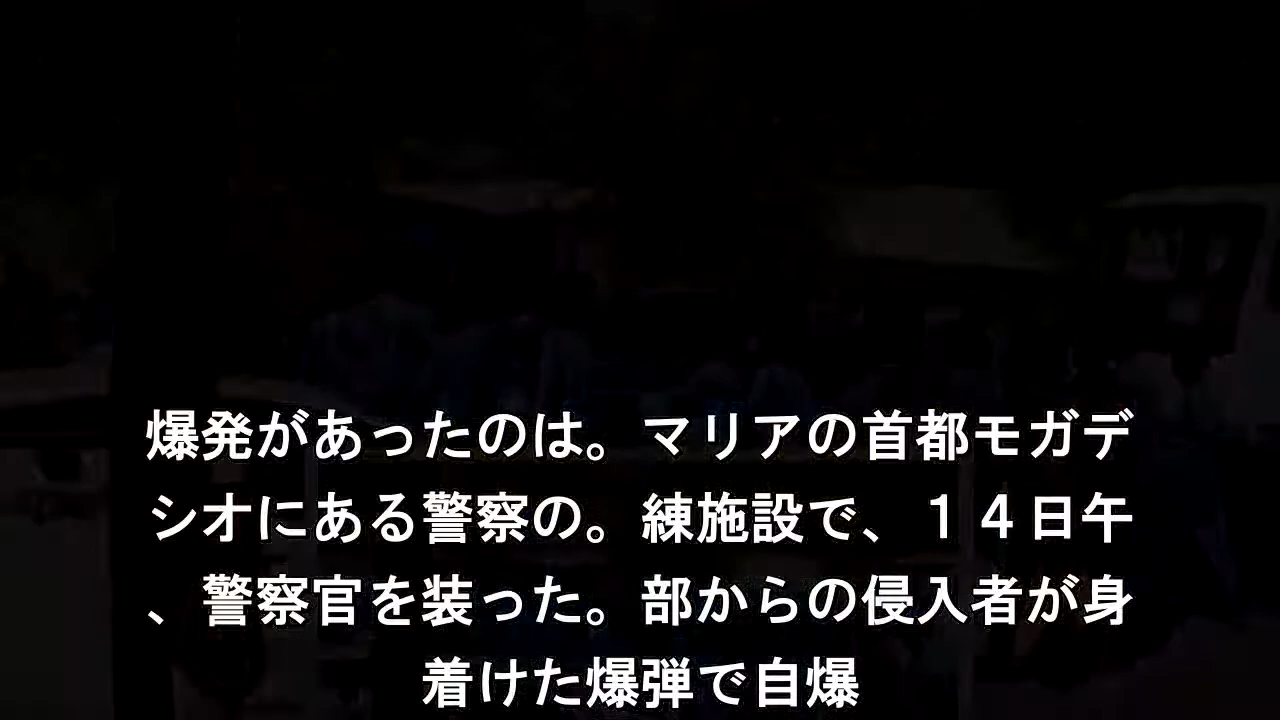 爆発があったのは。マリアの首都モガデ
シオにある警察の。練施設で、１４日午
、警察官を装った。部からの侵入者が身
着けた爆弾で自爆